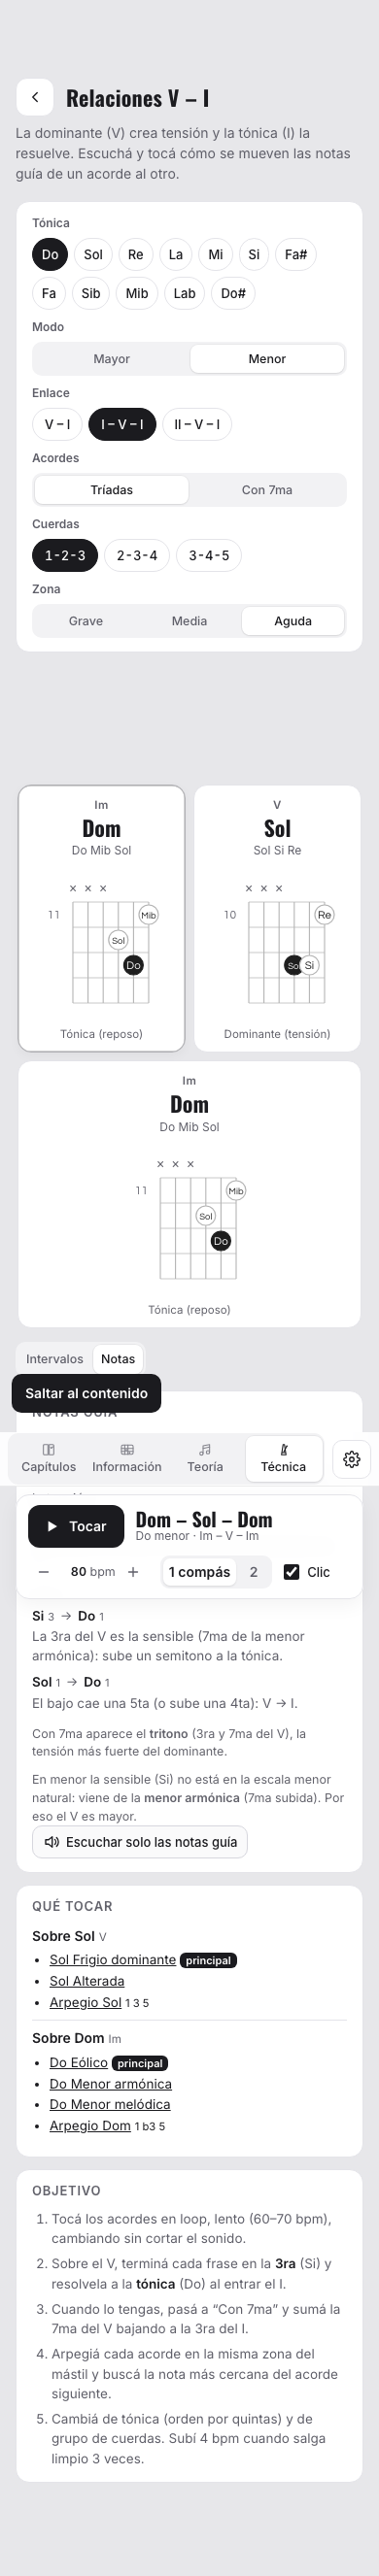 Relaciones V – I
La dominante (V) crea tensión y la tónica (I) la
resuelve. Escuchá y tocá cómo se mueven las notas
guía de un acorde al otro.
Tónica
Do Sol Re La Mi Si Fa#
Fa Sib Mib Lab Do#
Modo
Mayor Menor
Enlace
V – I I – V – I II – V – I
Acordes
Tríadas Con 7ma
Cuerdas
1-2-3 2-3-4 3-4-5
Zona
Grave Media Aguda
Im
Dom
Do Mib Sol
× × ×
11
Mib
Sol
Do
Tónica (reposo)
V
Sol
Sol Si Re
× × ×
10
Re
Sol Si
Dominante (tensión)
Im
Dom
Do Mib Sol
× × ×
11
Mib
Sol
Do
Tónica (reposo)
Intervalos Notas
Saltar al contenido
Capítulos Información Teoría Técnica
Tocar
Dom – Sol – Dom
Do menor · Im – V – Im
− 80 bpm + 1 compás 2 Clic
Si 3 → Do 1
La 3ra del V es la sensible (7ma de la menor
armónica): sube un semitono a la tónica.
Sol 1 → Do 1
El bajo cae una 5ta (o sube una 4ta): V → I.
Con 7ma aparece el tritono (3ra y 7ma del V), la
tensión más fuerte del dominante.
En menor la sensible (Si) no está en la escala menor
natural: viene de la menor armónica (7ma subida). Por
eso el V es mayor.
Escuchar solo las notas guía
QUÉ TOCAR
Sobre Sol V
• Sol Frigio dominante principal
• Sol Alterada
• Arpegio Sol 1 3 5
Sobre Dom Im
• Do Eólico principal
• Do Menor armónica
• Do Menor melódica
• Arpegio Dom 1 b3 5
OBJETIVO
1. Tocá los acordes en loop, lento (60–70 bpm),
cambiando sin cortar el sonido.
2. Sobre el V, terminá cada frase en la 3ra (Si) y
resolvela a la tónica (Do) al entrar el I.
3. Cuando lo tengas, pasá a “Con 7ma” y sumá la
7ma del V bajando a la 3ra del I.
4. Arpegiá cada acorde en la misma zona del
mástil y buscá la nota más cercana del acorde
siguiente.
5. Cambiá de tónica (orden por quintas) y de
grupo de cuerdas. Subí 4 bpm cuando salga
limpio 3 veces.